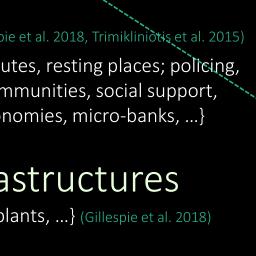 pie et al. 2018, Trimikliniotis et al. 2015)
utes, resting places; policing,
mmunities, social support,
onomies, micro-banks, ...}
astructures
plants, ...} (Gillespie et al. 2018)